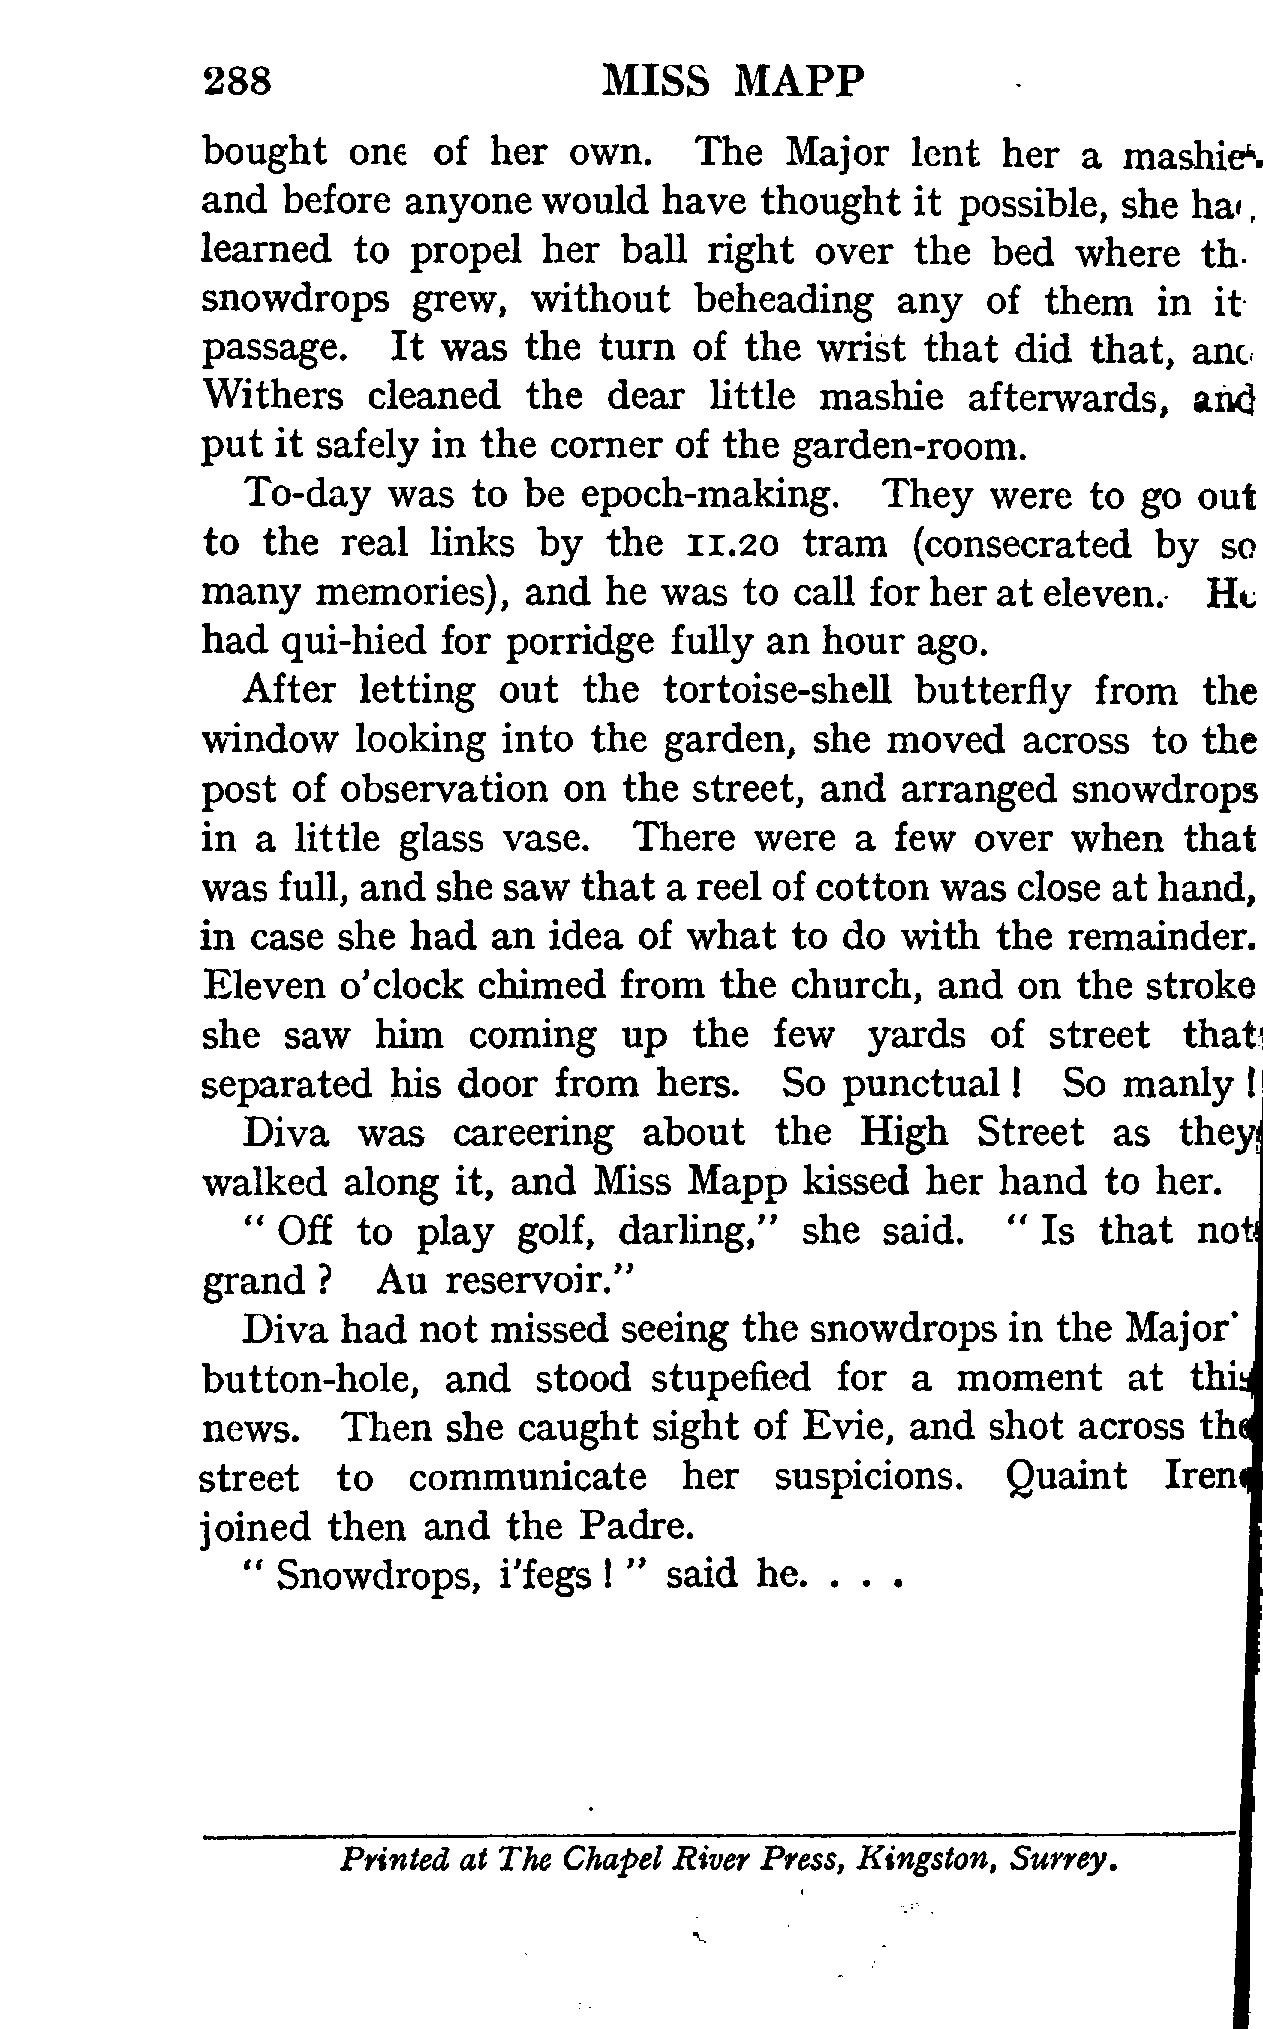 288 MISS MAPP
bought one of her own. The Major lent her a mashie
and before anyone would have thought it possible, she ha
learned to propel her ball right over the bed where th
snowdrops grew, without beheading any of them in it
passage. It was the turn of the wrist that did that, and
Withers cleaned the dear little mashie afterwards, and
put it safely in the corner of the garden-room.
To-day was to be epoch-making. They were to go out
to the real links by the 11.20 tram (consecrated by so
many memories), and he was to call for her at eleven. He
had qui-hied for porridge fully an hour ago.
After letting out the tortoise-shell butterfly from the
window looking into the garden, she moved across to the
post of observation on the street, and arranged snowdrops
in a little glass vase. There were a few over when that
was full, and she saw that a reel of cotton was close at hand,
in case she had an idea of what to do with the remainder.
Eleven o'clock chimed from the church, and on the stroke
she saw him coming up the few yards of street that
separated his door from hers. So punctual ! So manly !
Diva was careering about the High Street as they
walked along it, and Miss Mapp kissed her hand to her.
" Off to play golf, darling," she said. " Is that not
grand ? Au reservoir."
Diva had not missed seeing the snowdrops in the Major'
button-hole, and stood stupefied for a moment at this
news. Then she caught sight of Evie, and shot across the
street to communicate her suspicions. Quaint Irene
joined then and the Padre.
" Snowdrops, i'fegs ! " said he. . . .
Printed at The Chapel River Press, Kingston, Surrey.